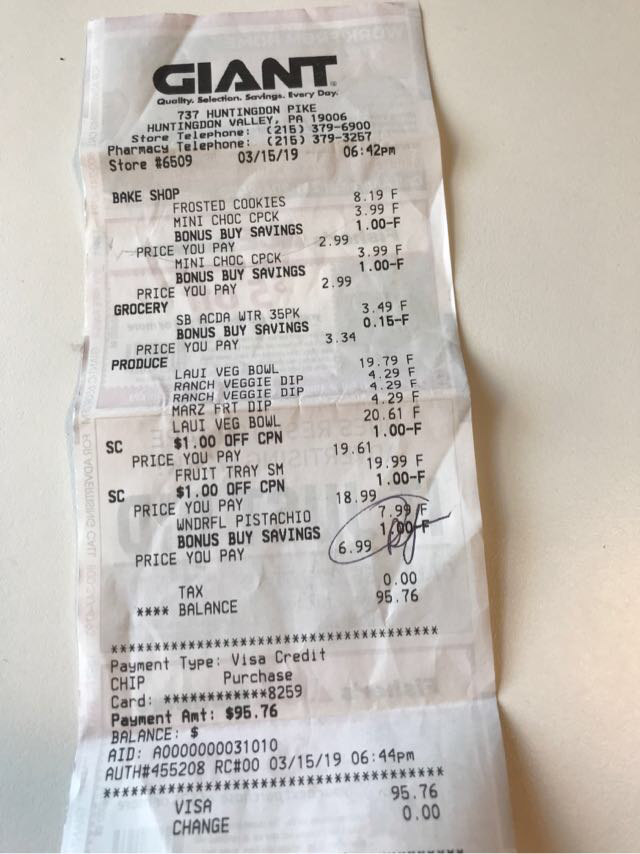 GIANT
Quality. Selection. Savings. Every Day.
737 HUNTINGDON PIKE
HUNTINGDON VALLEY, PA 19006
Store Telephone: (215) 379-6900
Pharmacy Telephone: (215) 379-3257
Store #6509 03/15/19 06:42pm
BAKE SHOP
FROSTED COOKIES 8.19 F
MINI CHOC CPCK 3.99 F
BONUS BUY SAVINGS 1.00-F
PRICE YOU PAY 2.99
MINI CHOC CPCK 3.99 F
BONUS BUY SAVINGS 1.00-F
PRICE YOU PAY 2.99
GROCERY
SB ACDA WTR 35PK 3.49 F
BONUS BUY SAVINGS 0.15-F
PRICE YOU PAY 3.34
PRODUCE
LAUI VEG BOWL 19.79 F
RANCH VEGGIE DIP 4.29 F
RANCH VEGGIE DIP 4.29 F
MARZ FRT DIP 4.29 F
LAUI VEG BOWL 20.61 F
SC $1.00 OFF CPN 1.00-F
PRICE YOU PAY 19.61
FRUIT TRAY SM 19.99 F
SC $1.00 OFF CPN 1.00-F
PRICE YOU PAY 18.99
WNDRFL PISTACHIO 7.99 F
BONUS BUY SAVINGS 1.00-F
PRICE YOU PAY 6.99
TAX 0.00
**** BALANCE 95.76
****************************************
Payment Type: Visa Credit
CHIP Purchase
Card: ************8259
Payment Amt: $95.76
BALANCE: $
AID: A0000000031010
AUTH#455208 RC#00 03/15/19 06:44pm
****************************************
VISA 95.76
CHANGE 0.00